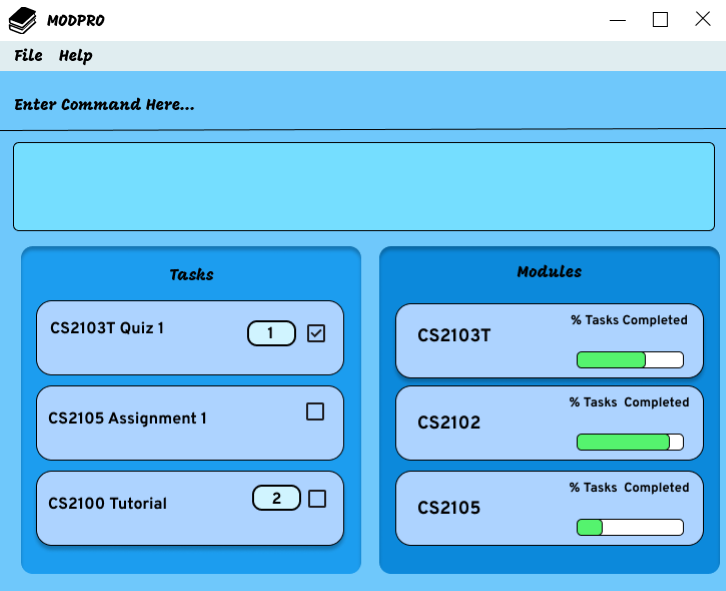 MODPRO
File Help
Enter Command Here...
Tasks
CS2103T Quiz 1
1
CS2105 Assignment 1
CS2100 Tutorial
2
Modules
CS2103T
% Tasks Completed
CS2102
% Tasks Completed
CS2105
% Tasks Completed